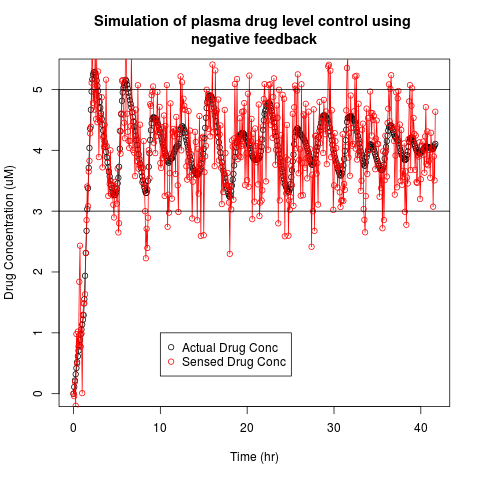 Simulation of plasma drug level control using
negative feedback
Drug Concentration (uM)
5
4
3
2
1
0
Actual Drug Conc
Sensed Drug Conc
0 10 20 30 40
Time (hr)